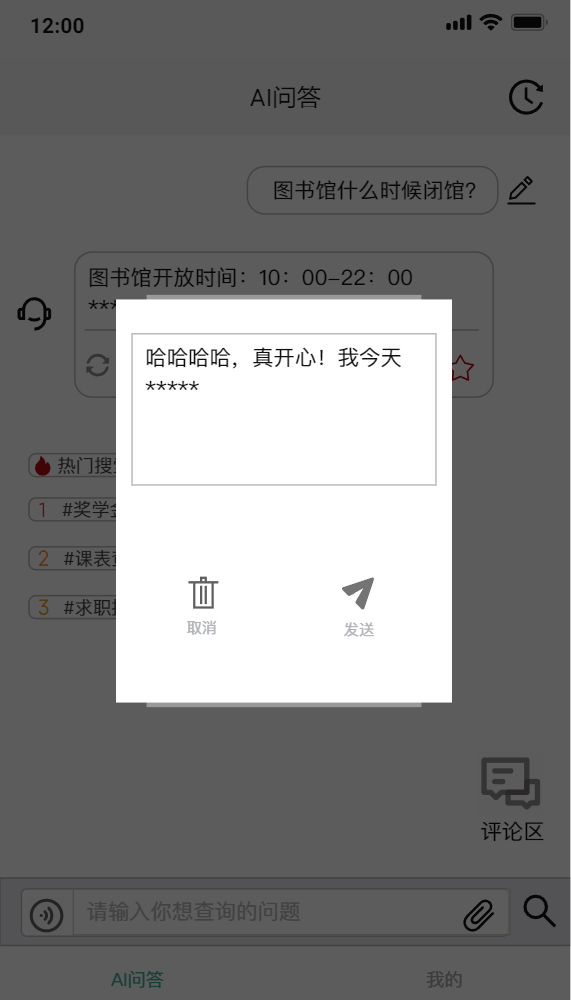 12:00
AI问答
图书馆什么时候闭馆?
图书馆开放时间：10：00-22：00
***
哈哈哈哈，真开心！我今天
*****
热门搜
1 #奖学
2 #课表
3 #求职
取消
发送
评论区
请输入你想查询的问题
AI问答
我的